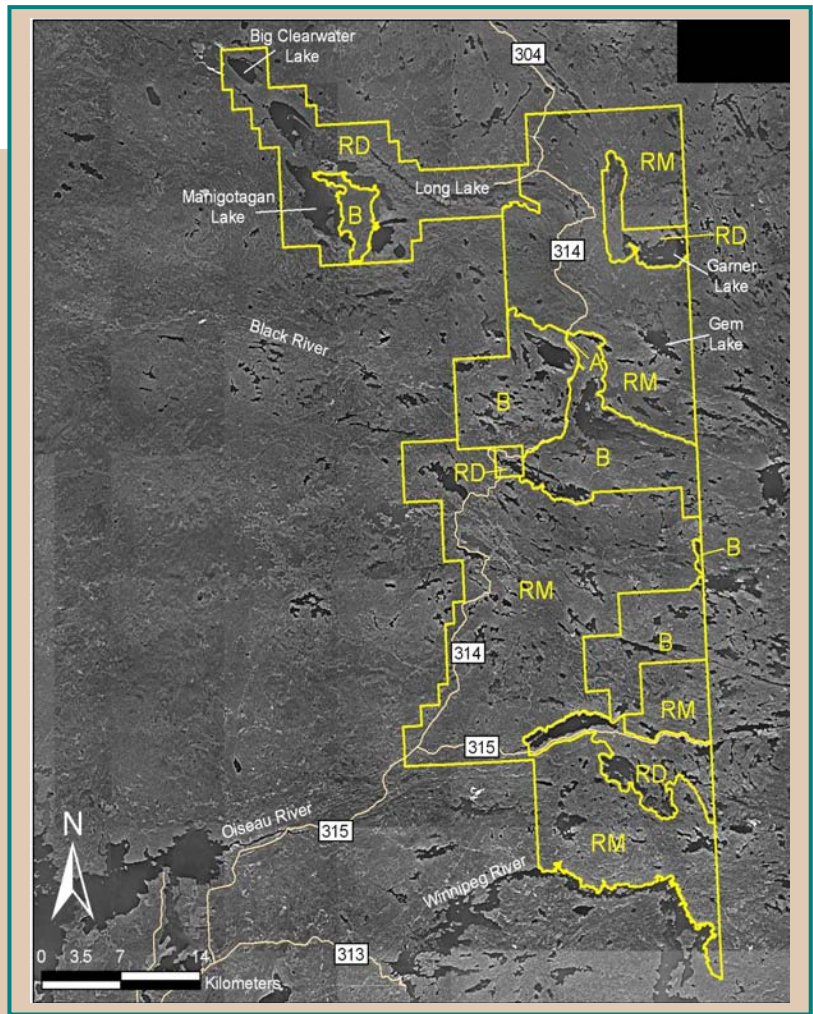 Big Clearwater
Lake
304
RD
RM
Long Lake
Manigotagan
Lake
B
RD
314
Garner
Lake
Gem
Lake
Black River
A
RM
B
B
RD
B
RM
B
314
RM
315
RD
Oiseau River
315
RM
N
Winnipeg River
0 3.5 7 14
313
Kilometers